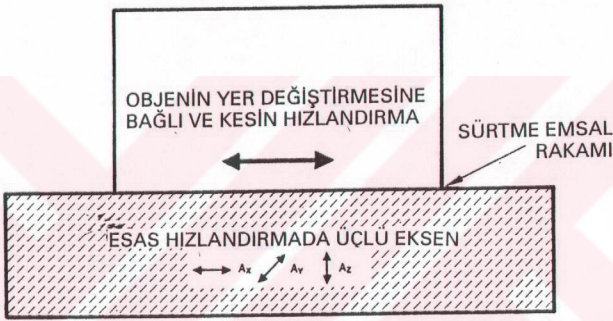 OBJENİN YER DEĞİŞTİRMESİNE
BAĞLI VE KESİN HIZLANDIRMA
SÜRTME EMSAL
RAKAMI
ESAS HIZLANDIRMADA ÜÇLÜ EKSEN
Ax Ay Az